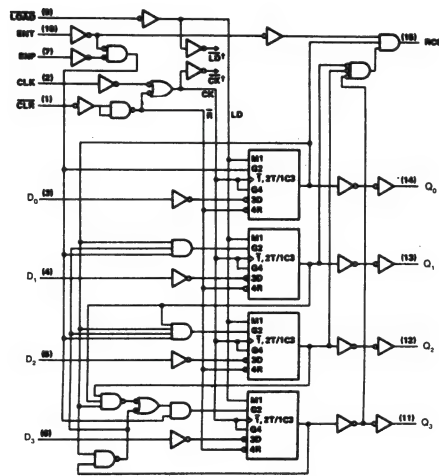 LOAD (9)
ENT (10)
ENP (7)
CLK (2)
CLR (1)
(15) RCO
LD↑
CK↑
CK
R
LD
M1
G2
T, 2T/1C3
G4
3D
4R
D0 (3)
(14) Q0
M1
G2
T, 2T/1C3
G4
3D
4R
D1 (4)
(13) Q1
M1
G2
T, 2T/1C3
G4
3D
4R
D2 (5)
(12) Q2
M1
G2
T, 2T/1C3
G4
3D
4R
D3 (6)
(11) Q3